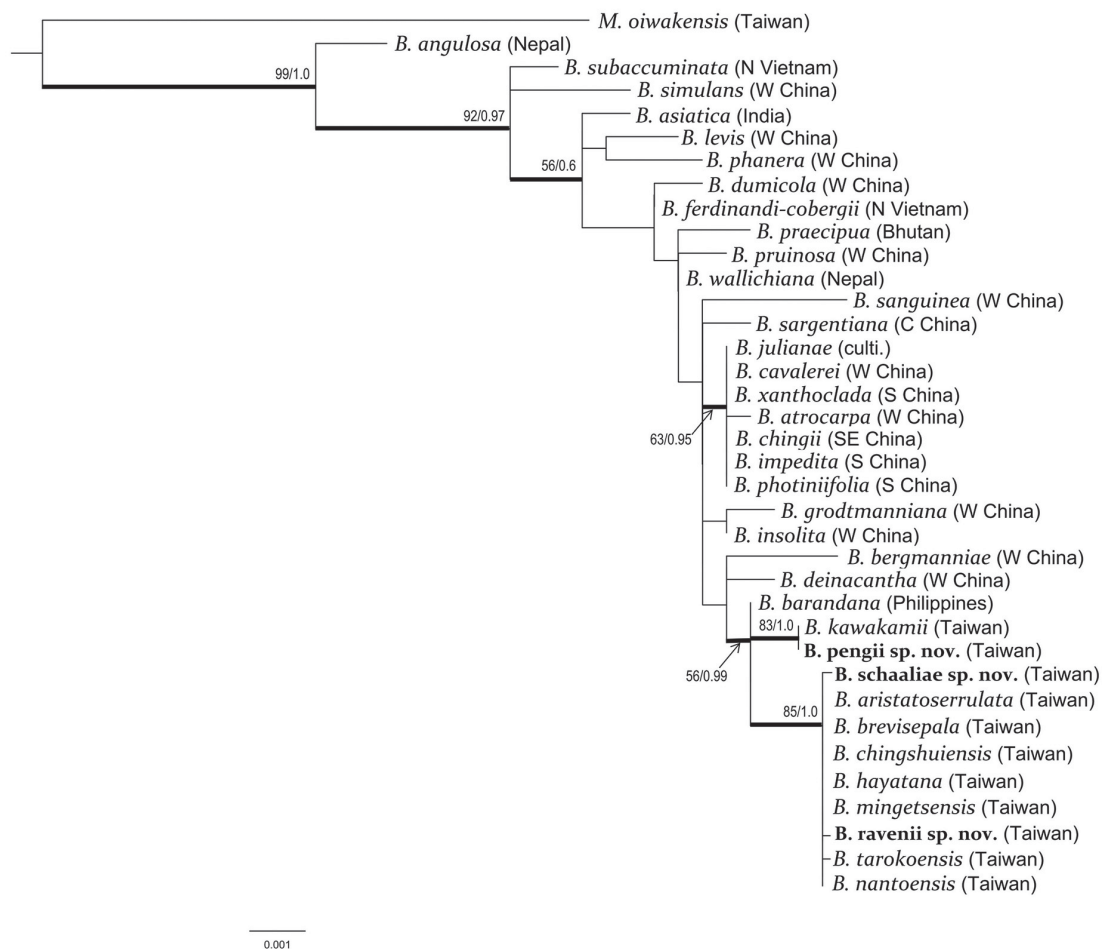 M. oiwakensis (Taiwan)
B. angulosa (Nepal)
99/1.0
B. subaccuminata (N Vietnam)
B. simulans (W China)
92/0.97
B. asiatica (India)
B. levis (W China)
B. phanera (W China)
56/0.6
B. dumicola (W China)
B. ferdinandi-cobergii (N Vietnam)
B. praecipua (Bhutan)
B. pruinosa (W China)
B. wallichiana (Nepal)
B. sanguinea (W China)
B. sargentiana (C China)
B. julianae (culti.)
B. cavalerei (W China)
B. xanthoclada (S China)
B. atrocarpa (W China)
63/0.95
B. chingii (SE China)
B. impedita (S China)
B. photiniifolia (S China)
B. grodtmanniana (W China)
B. insolita (W China)
B. bergmanniae (W China)
B. deinacantha (W China)
B. barandana (Philippines)
83/1.0
B. kawakamii (Taiwan)
B. pengii sp. nov. (Taiwan)
56/0.99
B. schaaliae sp. nov. (Taiwan)
B. aristatoserrulata (Taiwan)
85/1.0
B. brevisepala (Taiwan)
B. chingshuiensis (Taiwan)
B. hayatana (Taiwan)
B. mingetsensis (Taiwan)
B. ravenii sp. nov. (Taiwan)
B. tarokoensis (Taiwan)
B. nantoensis (Taiwan)
0.001